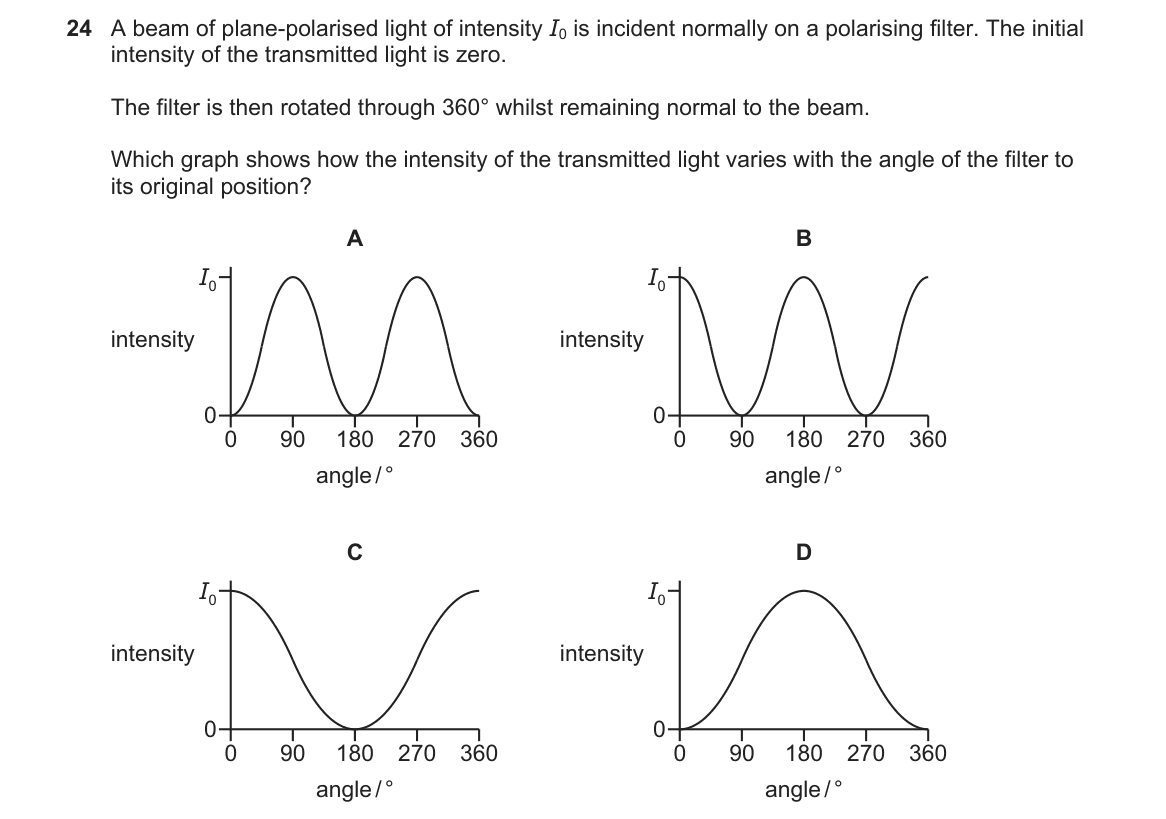 24 A beam of plane-polarised light of intensity I0 is incident normally on a polarising filter. The initial
intensity of the transmitted light is zero.
The filter is then rotated through 360° whilst remaining normal to the beam.
Which graph shows how the intensity of the transmitted light varies with the angle of the filter to
its original position?
A
I0
intensity
0
0 90 180 270 360
angle / °
B
I0
intensity
0
0 90 180 270 360
angle / °
C
I0
intensity
0
0 90 180 270 360
angle / °
D
I0
intensity
0
0 90 180 270 360
angle / °